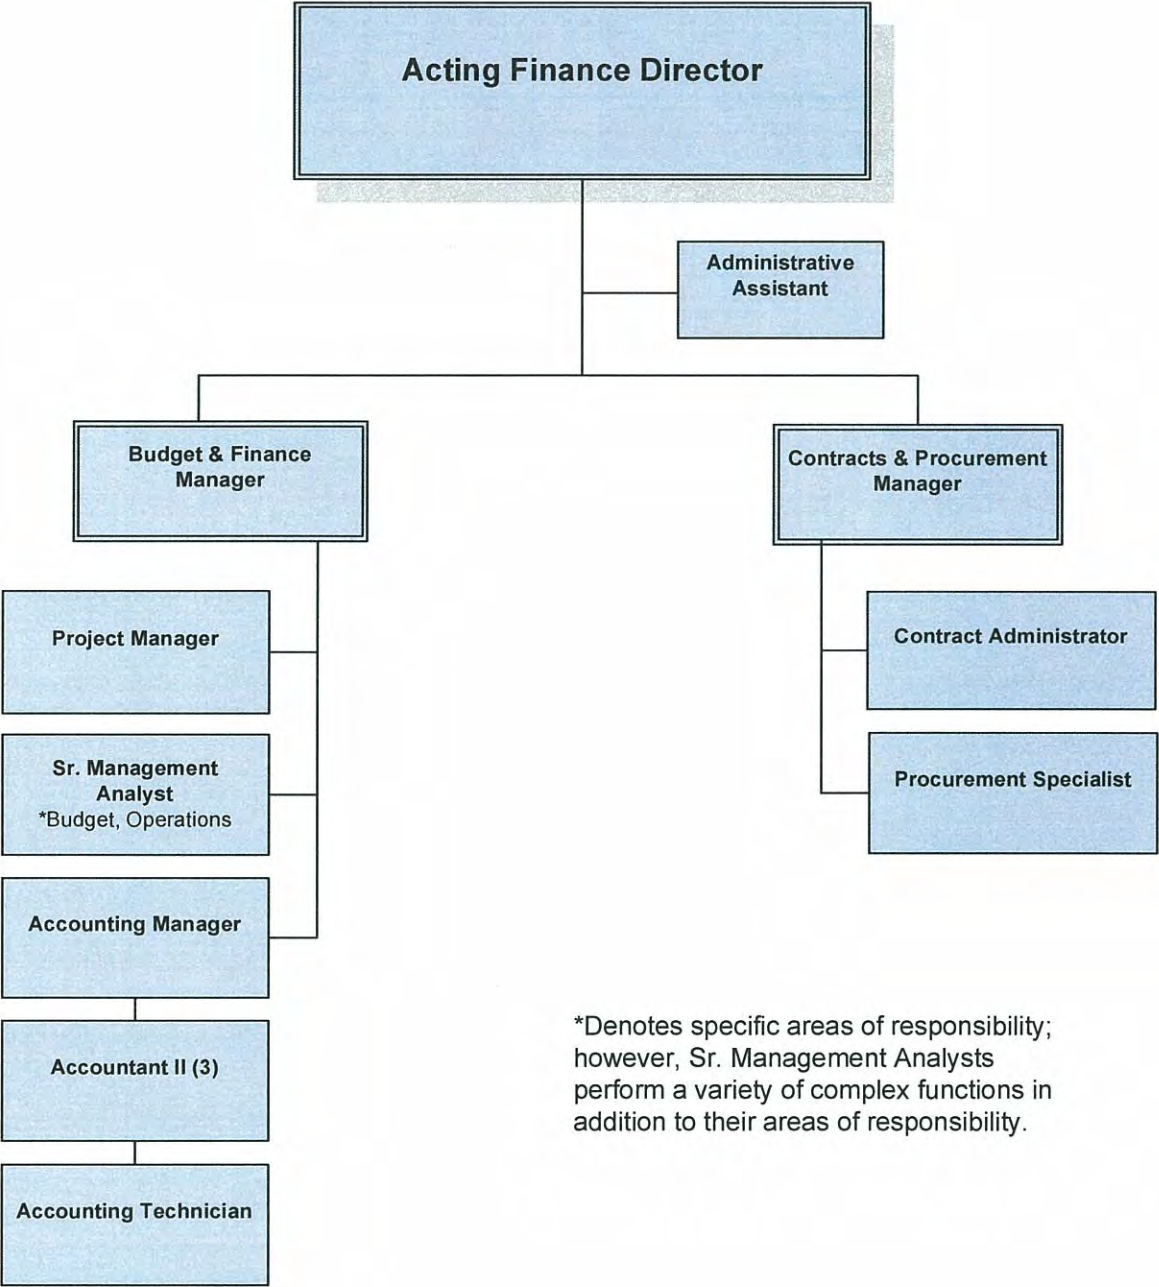 Acting Finance Director
Administrative
Assistant
Budget & Finance
Manager
Contracts & Procurement
Manager
Project Manager
Contract Administrator
Sr. Management
Analyst
*Budget, Operations
Procurement Specialist
Accounting Manager
*Denotes specific areas of responsibility;
however, Sr. Management Analysts
perform a variety of complex functions in
addition to their areas of responsibility.
Accountant II (3)
Accounting Technician